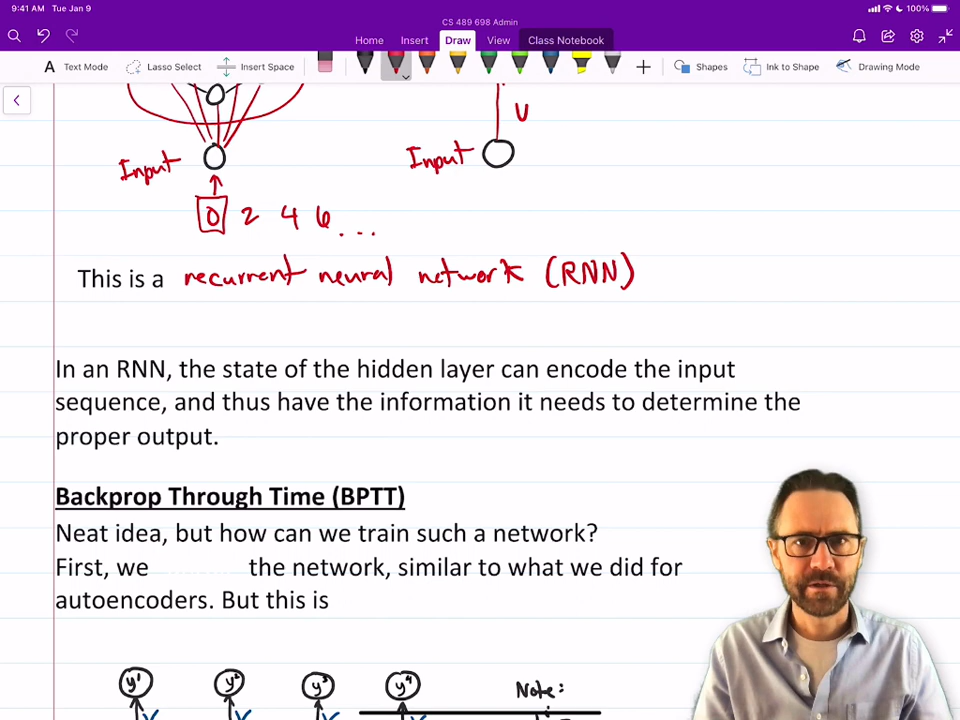 9:41 AM Tue Jan 9
100%
CS 489 698 Admin
Home Insert Draw View Class Notebook
A Text Mode Lasso Select Insert Space Shapes Ink to Shape Drawing Mode
U
Input Input
0 2 4 6 ...
This is a recurrent neural network (RNN)
In an RNN, the state of the hidden layer can encode the input
sequence, and thus have the information it needs to determine the
proper output.
Backprop Through Time (BPTT)
Neat idea, but how can we train such a network?
First, we the network, similar to what we did for
autoencoders. But this is
y¹ y² y³ y⁴ Note: